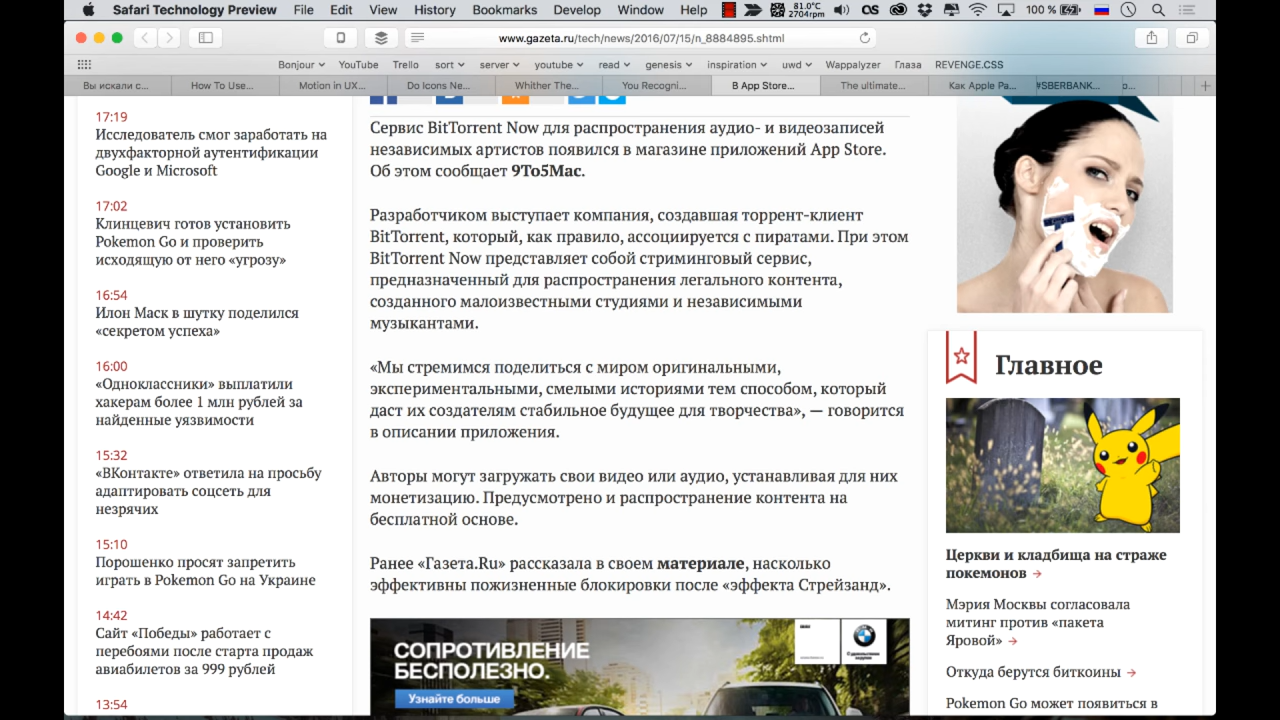 Safari Technology Preview File Edit View History Bookmarks Develop Window Help 81.0°C 2704rpm 100 %
www.gazeta.ru/tech/news/2016/07/15/n_8884895.shtml
Bonjour YouTube Trello sort server youtube read genesis inspiration uwd Wappalyzer Глаза REVENGE.CSS
Вы искали с... How To Use... Motion in UX... Do Icons Ne... Whither The... You Recogni... В App Store... The ultimate... Как Apple Pa... #SBERBANK...
17:19
Исследователь смог заработать на
двухфакторной аутентификации
Google и Microsoft
17:02
Клинцевич готов установить
Pokemon Go и проверить
исходящую от него «угрозу»
16:54
Илон Маск в шутку поделился
«секретом успеха»
16:00
«Одноклассники» выплатили
хакерам более 1 млн рублей за
найденные уязвимости
15:32
«ВКонтакте» ответила на просьбу
адаптировать соцсеть для
незрячих
15:10
Порошенко просят запретить
играть в Pokemon Go на Украине
14:42
Сайт «Победы» работает с
перебоями после старта продаж
авиабилетов за 999 рублей
13:54
Сервис BitTorrent Now для распространения аудио- и видеозаписей
независимых артистов появился в магазине приложений App Store.
Об этом сообщает 9To5Mac.
Разработчиком выступает компания, создавшая торрент-клиент
BitTorrent, который, как правило, ассоциируется с пиратами. При этом
BitTorrent Now представляет собой стриминговый сервис,
предназначенный для распространения легального контента,
созданного малоизвестными студиями и независимыми
музыкантами.
«Мы стремимся поделиться с миром оригинальными,
экспериментальными, смелыми историями тем способом, который
даст их создателям стабильное будущее для творчества», — говорится
в описании приложения.
Авторы могут загружать свои видео или аудио, устанавливая для них
монетизацию. Предусмотрено и распространение контента на
бесплатной основе.
Ранее «Газета.Ru» рассказала в своем материале, насколько
эффективны пожизненные блокировки после «эффекта Стрейзанд».
СОПРОТИВЛЕНИЕ
БЕСПОЛЕЗНО.
Узнайте больше
Главное
Церкви и кладбища на страже
покемонов →
Мэрия Москвы согласовала
митинг против «пакета
Яровой» →
Откуда берутся биткоины →
Pokemon Go может появиться в